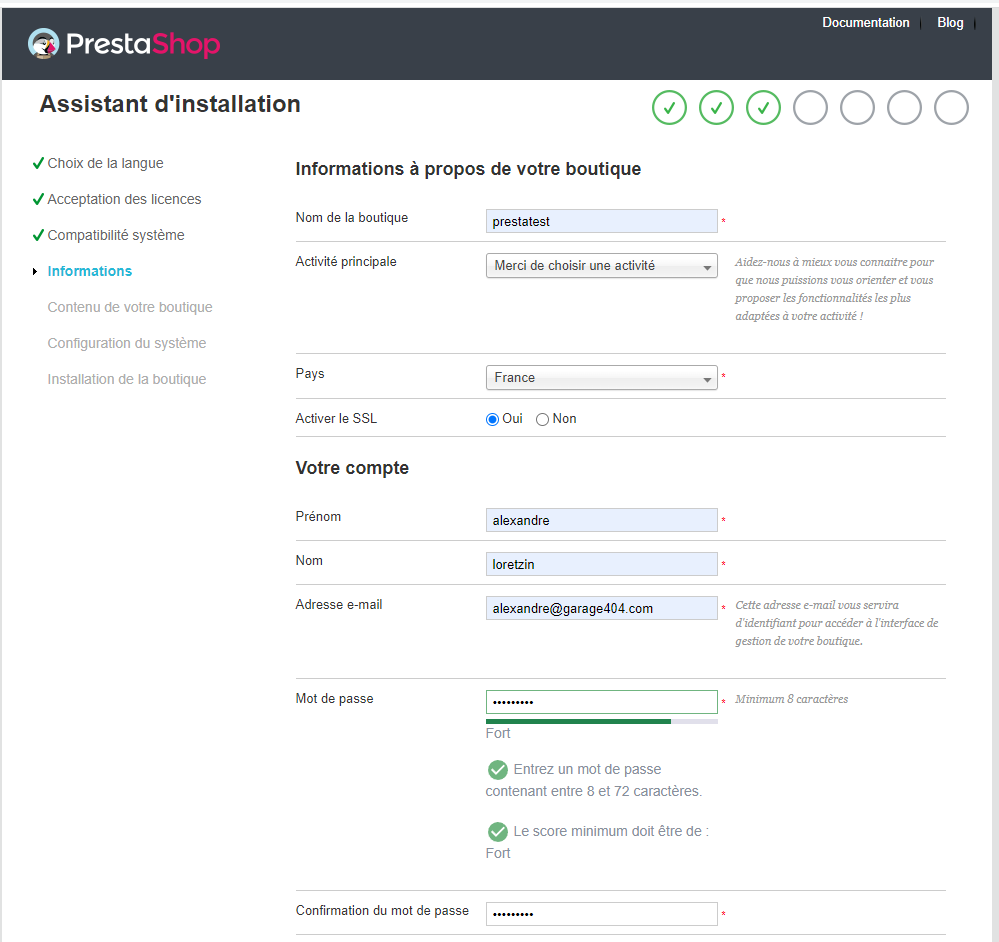 Documentation
Blog
PrestaShop
Assistant d'installation
Choix de la langue
Acceptation des licences
Compatibilité système
Informations
Contenu de votre boutique
Configuration du système
Installation de la boutique
Informations à propos de votre boutique
Nom de la boutique
prestatest
*
Activité principale
Merci de choisir une activité
Aidez-nous à mieux vous connaitre pour
que nous puissions vous orienter et vous
proposer les fonctionnalités les plus
adaptées à votre activité !
Pays
France
*
Activer le SSL
Oui
Non
Votre compte
Prénom
alexandre
*
Nom
loretzin
*
Adresse e-mail
alexandre@garage404.com
*
Cette adresse e-mail vous servira
d'identifiant pour accéder à l'interface de
gestion de votre boutique.
Mot de passe
•••••••••
*
Minimum 8 caractères
Fort
Entrez un mot de passe
contenant entre 8 et 72 caractères.
Le score minimum doit être de :
Fort
Confirmation du mot de passe
•••••••••
*